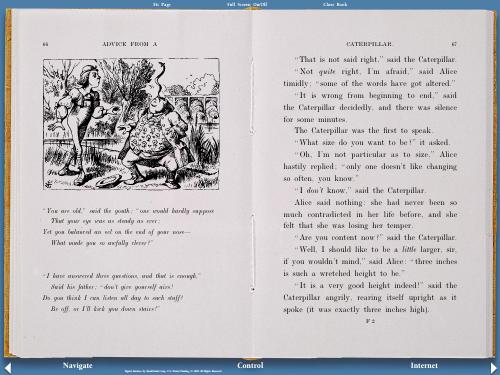 Sti Page
Full Screen On/Off
Close Book
66
ADVICE FROM A
"You are old," said the youth; "one would hardly suppose
That your eye was as steady as ever;
Yet you balanced an eel on the end of your nose—
What made you so awfully clever?"
"I have answered three questions, and that is enough,"
Said his father; "don't give yourself airs!
Do you think I can listen all day to such stuff?
Be off, or I'll kick you down stairs!"
CATERPILLAR.
67
"That is not said right," said the Caterpillar.
"Not quite right, I'm afraid," said Alice
timidly; "some of the words have got altered."
"It is wrong from beginning to end," said
the Caterpillar decidedly, and there was silence
for some minutes.
The Caterpillar was the first to speak.
"What size do you want to be?" it asked.
"Oh, I'm not particular as to size," Alice
hastily replied; "only one doesn't like changing
so often, you know."
"I don't know," said the Caterpillar.
Alice said nothing: she had never been so
much contradicted in her life before, and she
felt that she was losing her temper.
"Are you content now?" said the Caterpillar.
"Well, I should like to be a little larger, sir,
if you wouldn't mind," said Alice: "three inches
is such a wretched height to be."
"It is a very good height indeed!" said the
Caterpillar angrily, rearing itself upright as it
spoke (it was exactly three inches high).
F 2
Navigate
Control
Internet